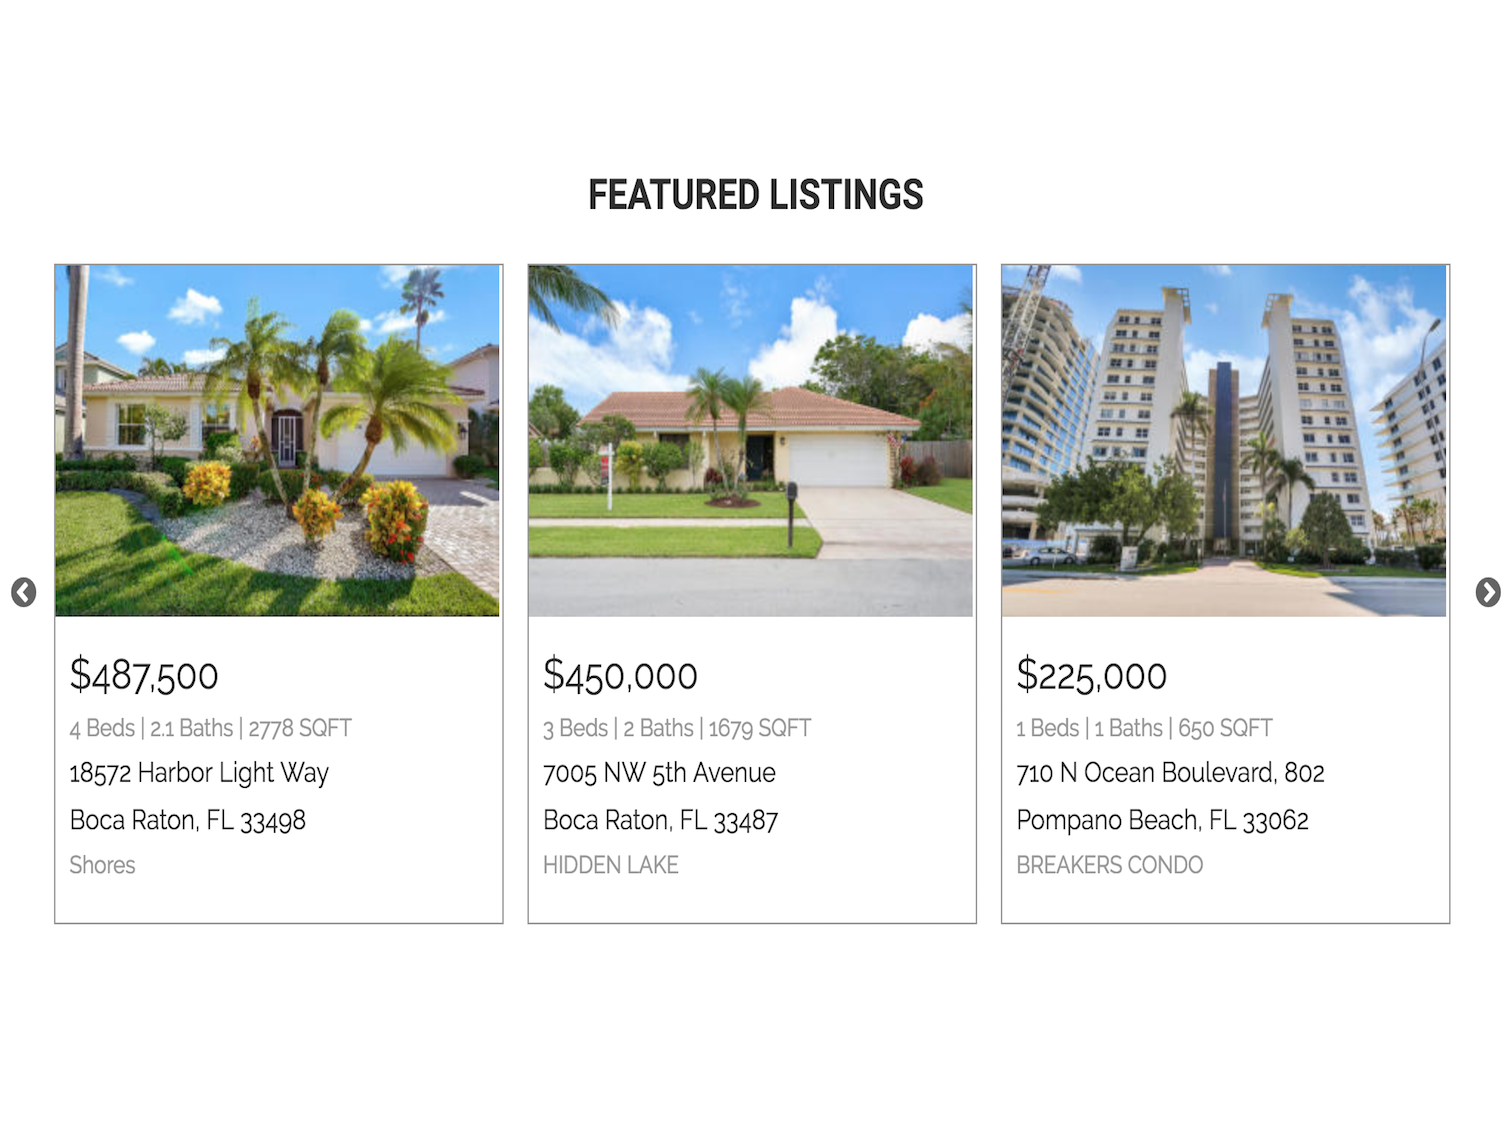 FEATURED LISTINGS
$487,500
4 Beds | 2.1 Baths | 2778 SQFT
18572 Harbor Light Way
Boca Raton, FL 33498
Shores
$450,000
3 Beds | 2 Baths | 1679 SQFT
7005 NW 5th Avenue
Boca Raton, FL 33487
HIDDEN LAKE
$225,000
1 Beds | 1 Baths | 650 SQFT
710 N Ocean Boulevard, 802
Pompano Beach, FL 33062
BREAKERS CONDO